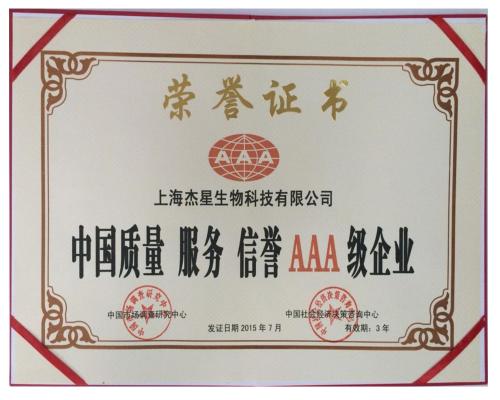 荣誉证书
AAA
上海杰星生物科技有限公司
中国质量 服务 信誉 AAA 级企业
中国市场调查研究中心 中国社会经济决策咨询中心
发证日期 2015 年 7 月 有效期：3 年